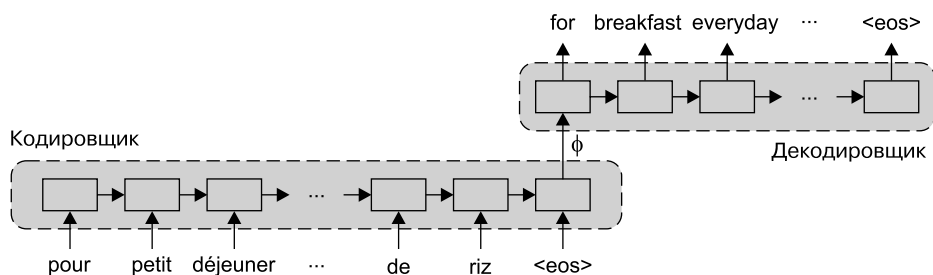 for breakfast everyday ... <eos>
...
Кодировщик
ϕ
Декодировщик
...
pour petit déjeuner ... de riz <eos>